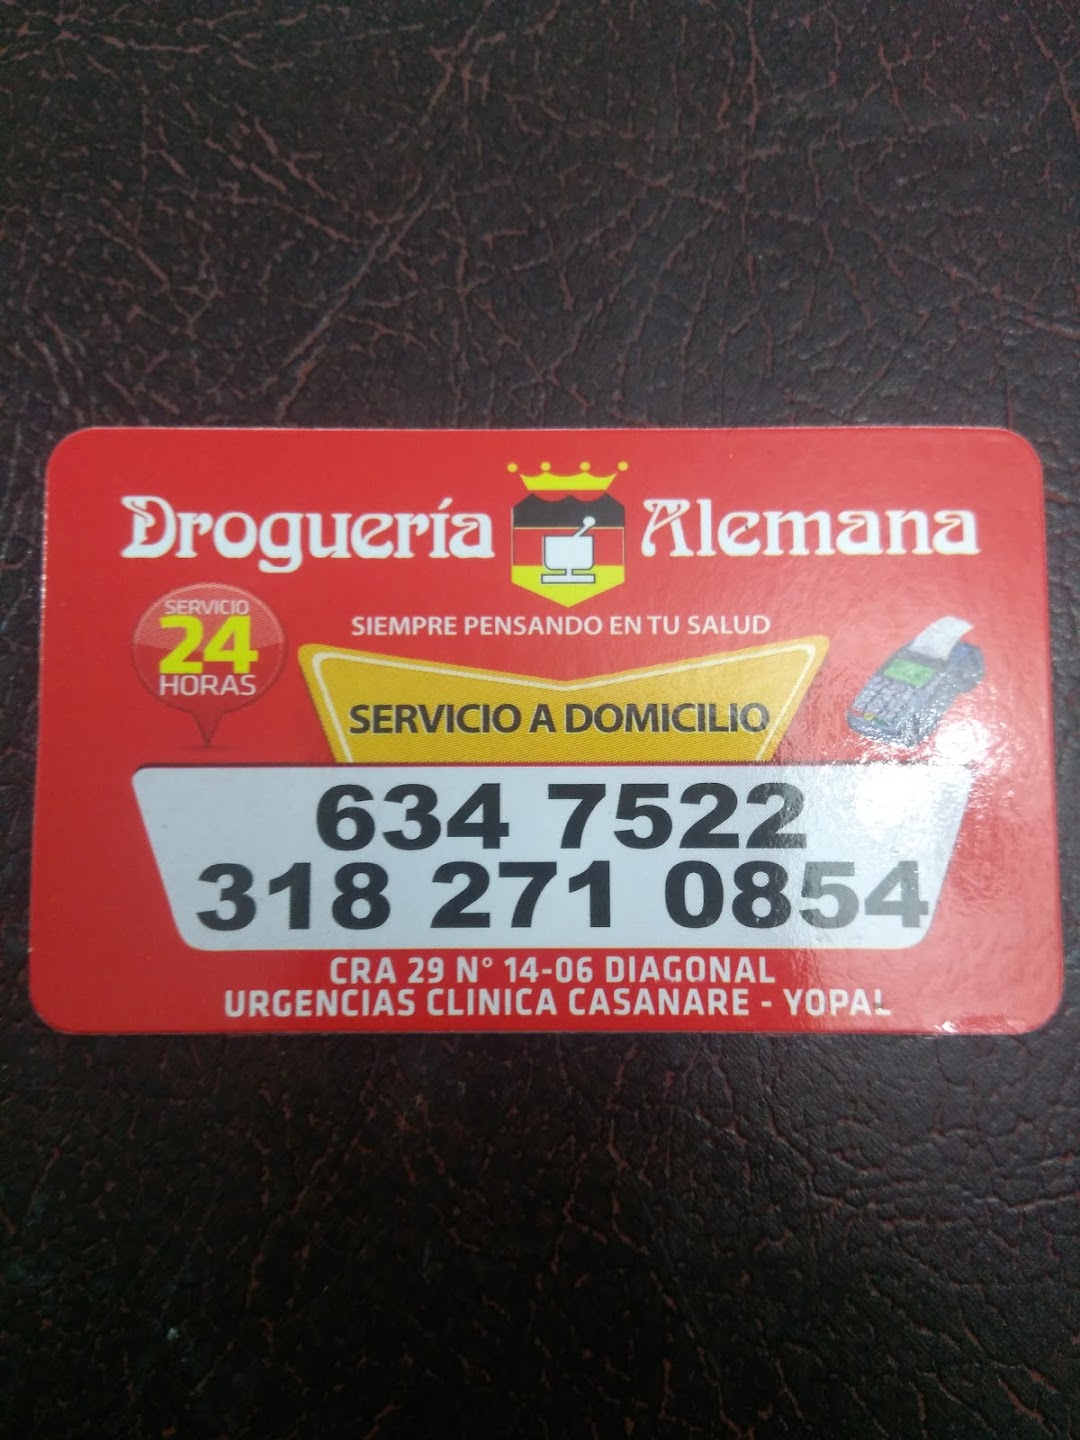 Droguería Alemana
SIEMPRE PENSANDO EN TU SALUD
SERVICIO
24
HORAS
SERVICIO A DOMICILIO
634 7522
318 271 0854
CRA 29 N° 14-06 DIAGONAL
URGENCIAS CLINICA CASANARE - YOPAL